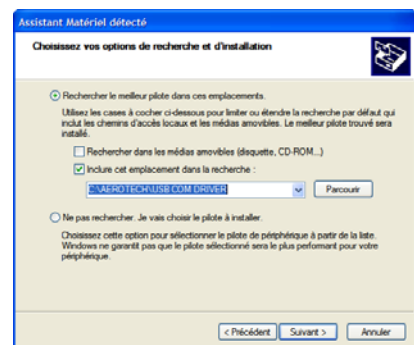 Assistant Matériel détecté
Choisissez vos options de recherche et d'installation
Rechercher le meilleur pilote dans ces emplacements.
Utilisez les cases à cocher ci-dessous pour limiter ou étendre la recherche par défaut qui
inclut les chemins d'accès locaux et les médias amovibles. Le meilleur pilote trouvé sera
installé.
Rechercher dans les médias amovibles (disquette, CD-ROM...)
Inclure cet emplacement dans la recherche :
C:\AEROTECH\USB COM DRIVER
Parcourir
Ne pas rechercher. Je vais choisir le pilote à installer.
Choisissez cette option pour sélectionner le pilote de périphérique à partir de la liste.
Windows ne garantit pas que le pilote sélectionné sera le plus performant pour votre
périphérique.
< Précédent
Suivant >
Annuler